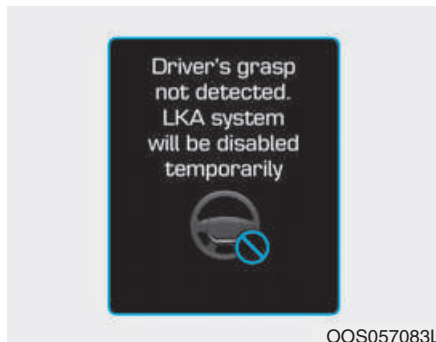 Driver's grasp
not detected.
LKA system
will be disabled
temporarily
OOS057083L